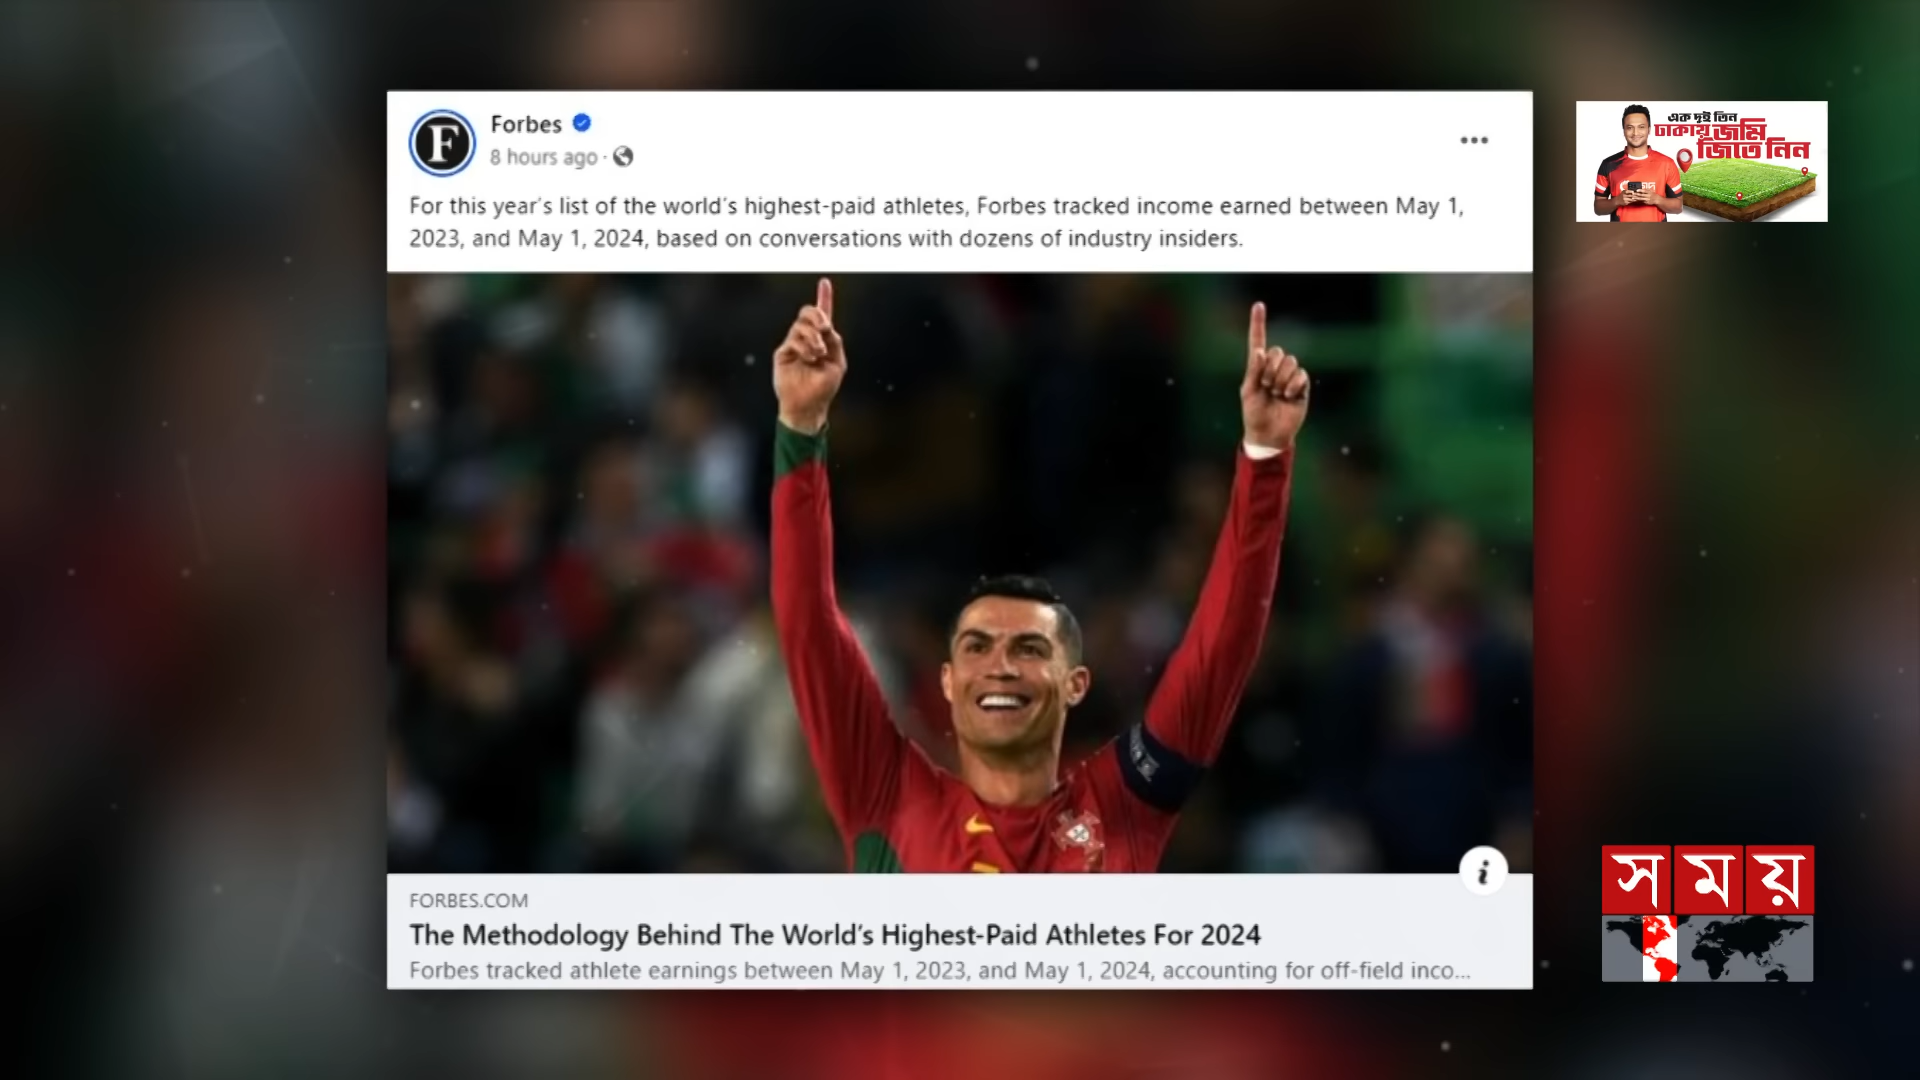 Forbes
8 hours ago ·
For this year's list of the world's highest-paid athletes, Forbes tracked income earned between May 1,
2023, and May 1, 2024, based on conversations with dozens of industry insiders.
FORBES.COM
The Methodology Behind The World's Highest-Paid Athletes For 2024
Forbes tracked athlete earnings between May 1, 2023, and May 1, 2024, accounting for off-field inco...
এক দুই তিন
ঢাকায় জমি
জিতে নিন
সময়